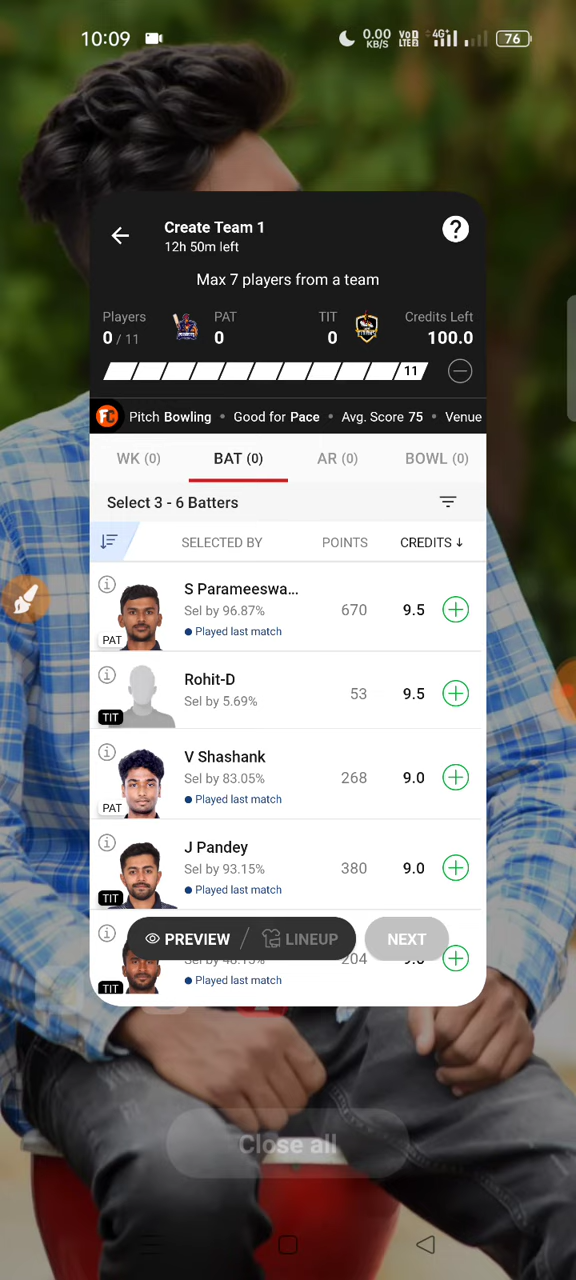 10:09
0.00 KB/S
VoD LTE2
4G+
76
Create Team 1
12h 50m left
?
Max 7 players from a team
Players
0 / 11
PAT
0
TIT
0
Credits Left
100.0
11
FC Pitch Bowling • Good for Pace • Avg. Score 75 • Venue
WK (0) BAT (0) AR (0) BOWL (0)
Select 3 - 6 Batters
SELECTED BY POINTS CREDITS ↓
S Parameeswa...
Sel by 96.87% 670 9.5
Played last match
PAT
Rohit-D
Sel by 5.69% 53 9.5
TIT
V Shashank
Sel by 83.05% 268 9.0
Played last match
PAT
J Pandey
Sel by 93.15% 380 9.0
Played last match
TIT
PREVIEW / LINEUP NEXT
204
Played last match
TIT
Close all